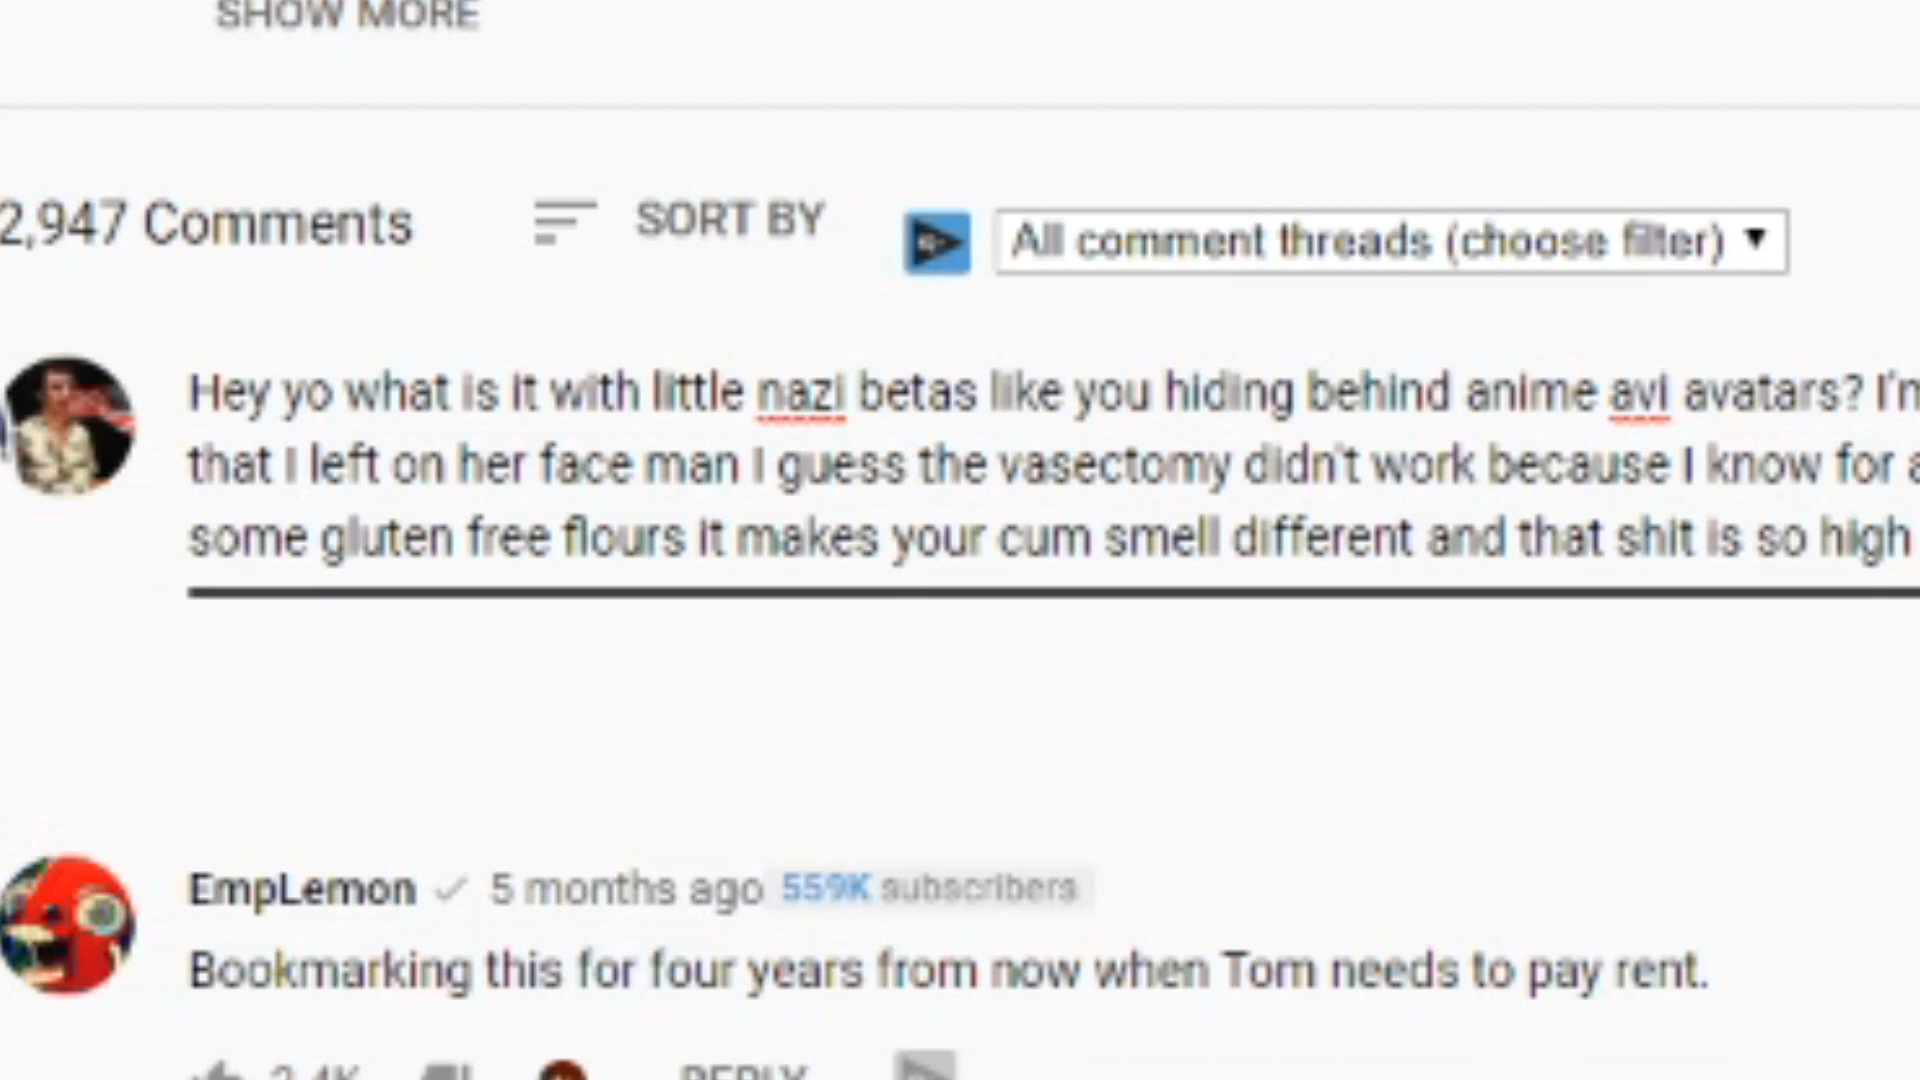 SHOW MORE
2,947 Comments SORT BY All comment threads (choose filter) ▼
Hey yo what is it with little nazi betas like you hiding behind anime avi avatars? I'm
that I left on her face man I guess the vasectomy didn't work because I know for a
some gluten free flours it makes your cum smell different and that shit is so high
EmpLemon 5 months ago 559K subscribers
Bookmarking this for four years from now when Tom needs to pay rent.
2.4K REPLY